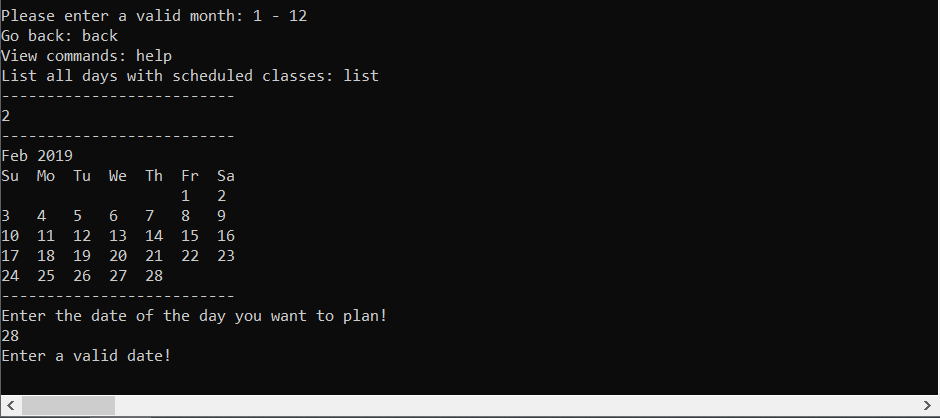 Please enter a valid month: 1 - 12
Go back: back
View commands: help
List all days with scheduled classes: list
--------------------------
2
--------------------------
Feb 2019
Su  Mo  Tu  We  Th  Fr  Sa
                    1   2
3   4   5   6   7   8   9
10  11  12  13  14  15  16
17  18  19  20  21  22  23
24  25  26  27  28
--------------------------
Enter the date of the day you want to plan!
28
Enter a valid date!